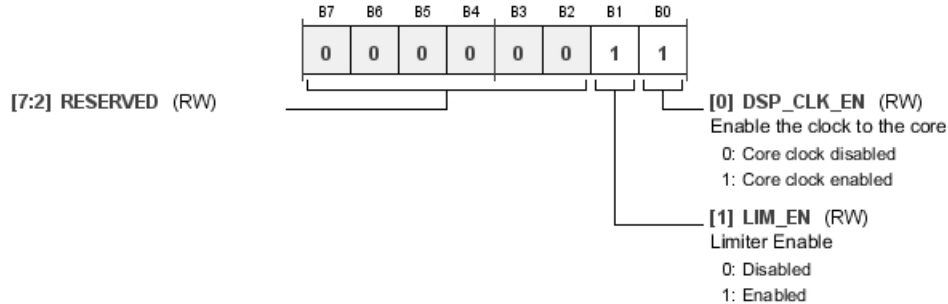 B7 B6 B5 B4 B3 B2 B1 B0
0 0 0 0 0 0 1 1
[7:2] RESERVED (RW)
[0] DSP_CLK_EN (RW)
Enable the clock to the core
0: Core clock disabled
1: Core clock enabled
[1] LIM_EN (RW)
Limiter Enable
0: Disabled
1: Enabled